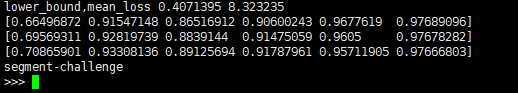 lower_bound,mean_loss 0.4071395 8.323235
[0.66496872 0.91547148 0.86516912 0.90600243 0.9677619  0.97689096]
[0.69569311 0.92819739 0.8839144  0.91475059 0.9605     0.97678282]
[0.70865901 0.93308136 0.89125694 0.91787961 0.95711905 0.97666803]
segment-challenge
>>>